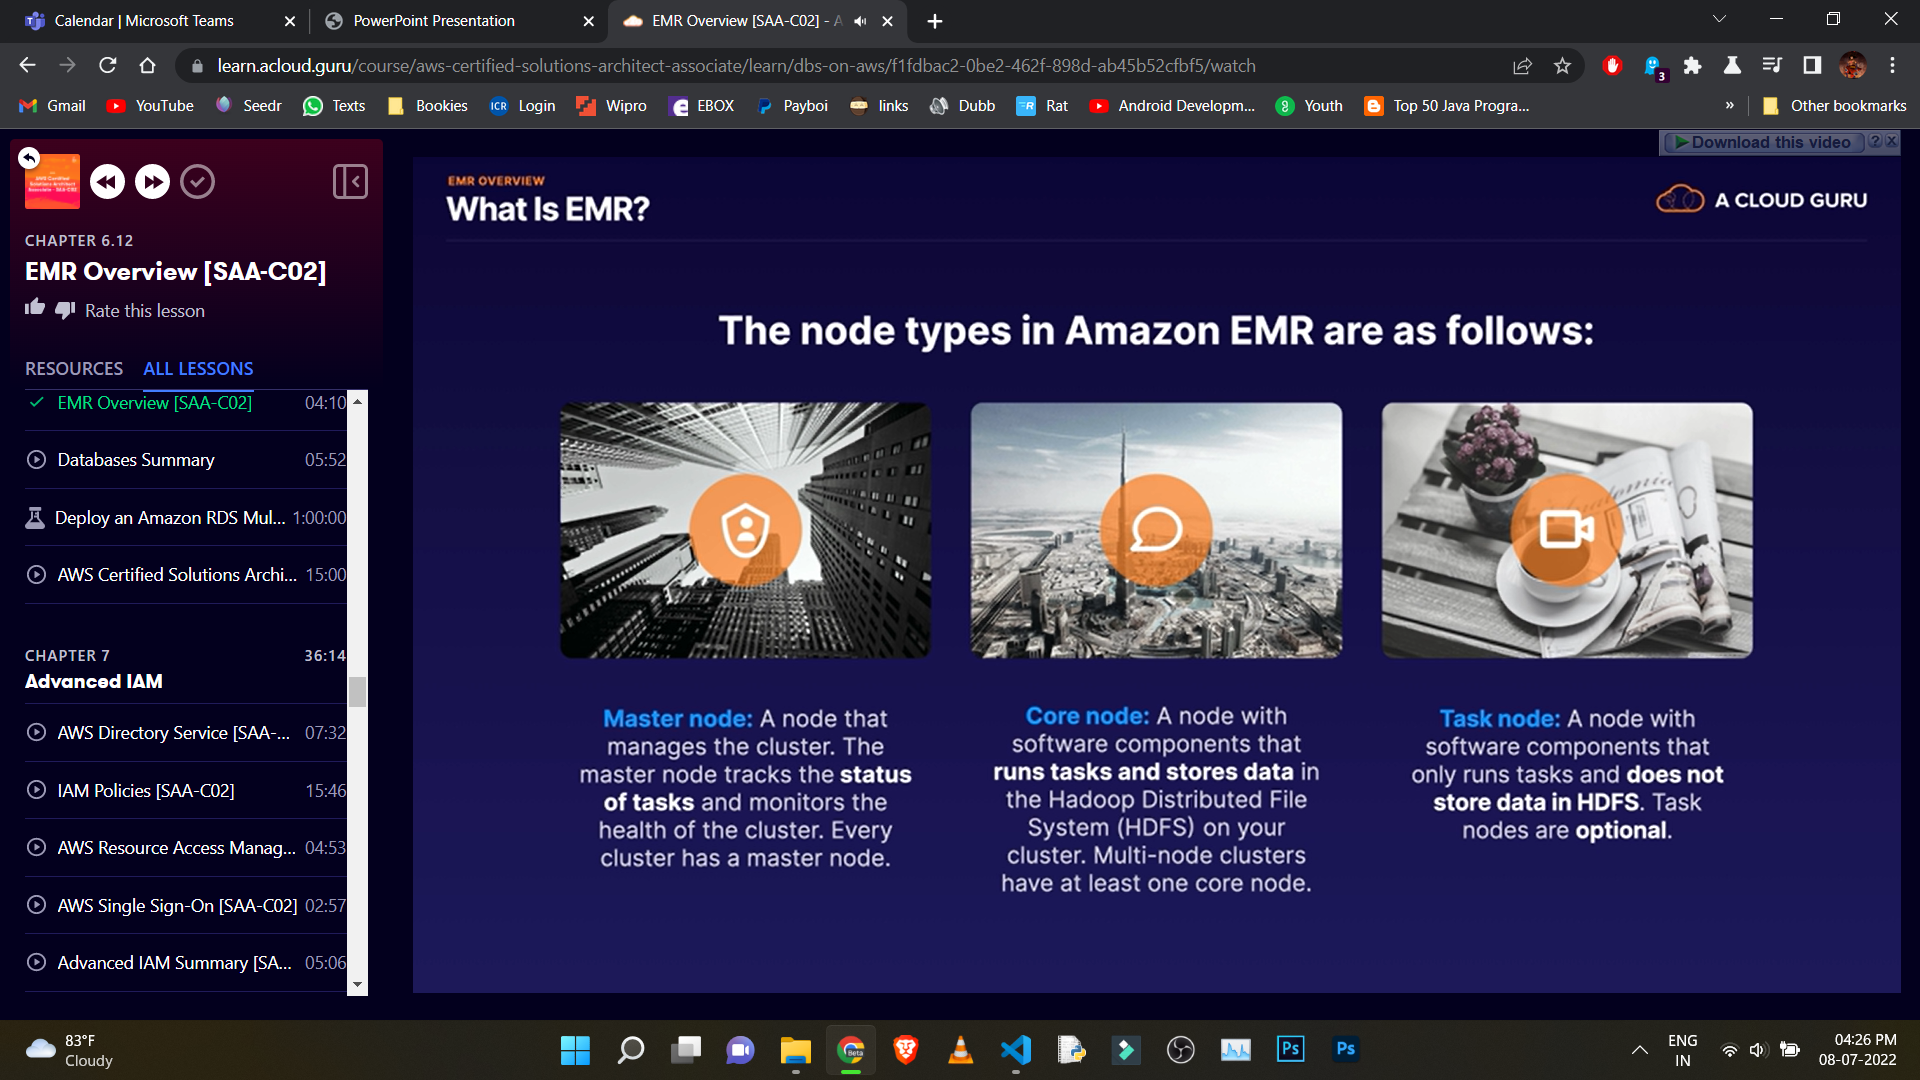 Calendar | Microsoft Teams
PowerPoint Presentation
EMR Overview [SAA-C02] - A
learn.acloud.guru/course/aws-certified-solutions-architect-associate/learn/dbs-on-aws/f1fdbac2-0be2-462f-898d-ab45b52cfbf5/watch
3
Gmail
YouTube
Seedr
Texts
Bookies
ICR Login
Wipro
EBOX
Payboi
links
Dubb
Rat
Android Developm...
Youth
Top 50 Java Progra...
»
Other bookmarks
Download this video
?
CHAPTER 6.12
EMR Overview [SAA-C02]
Rate this lesson
RESOURCES
ALL LESSONS
EMR Overview [SAA-C02] 04:10
Databases Summary 05:52
Deploy an Amazon RDS Mul... 1:00:00
AWS Certified Solutions Archi... 15:00
CHAPTER 7 36:14
Advanced IAM
AWS Directory Service [SAA-... 07:32
IAM Policies [SAA-C02] 15:46
AWS Resource Access Manag... 04:53
AWS Single Sign-On [SAA-C02] 02:57
Advanced IAM Summary [SA... 05:06
EMR OVERVIEW
What Is EMR?
A CLOUD GURU
The node types in Amazon EMR are as follows:
Master node: A node that
manages the cluster. The
master node tracks the status
of tasks and monitors the
health of the cluster. Every
cluster has a master node.
Core node: A node with
software components that
runs tasks and stores data in
the Hadoop Distributed File
System (HDFS) on your
cluster. Multi-node clusters
have at least one core node.
Task node: A node with
software components that
only runs tasks and does not
store data in HDFS. Task
nodes are optional.
83°F
Cloudy
Beta
Ps
Ps
ENG
IN
04:26 PM
08-07-2022